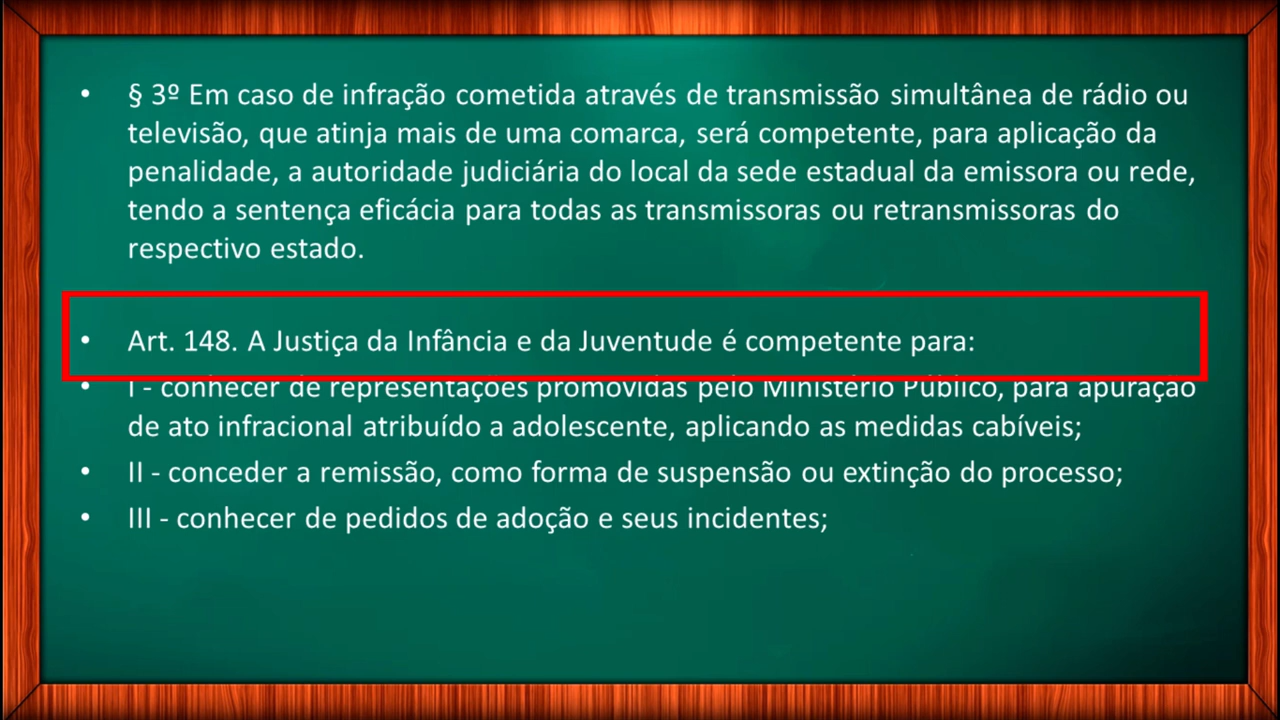 • § 3º Em caso de infração cometida através de transmissão simultânea de rádio ou
televisão, que atinja mais de uma comarca, será competente, para aplicação da
penalidade, a autoridade judiciária do local da sede estadual da emissora ou rede,
tendo a sentença eficácia para todas as transmissoras ou retransmissoras do
respectivo estado.
• Art. 148. A Justiça da Infância e da Juventude é competente para:
• I - conhecer de representações promovidas pelo Ministério Público, para apuração
de ato infracional atribuído a adolescente, aplicando as medidas cabíveis;
• II - conceder a remissão, como forma de suspensão ou extinção do processo;
• III - conhecer de pedidos de adoção e seus incidentes;